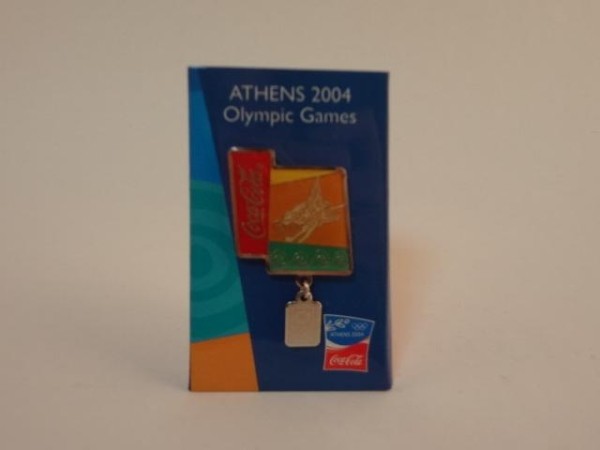 ATHENS 2004
Olympic Games
Coca-Cola
ATHENS 2004
Coca-Cola